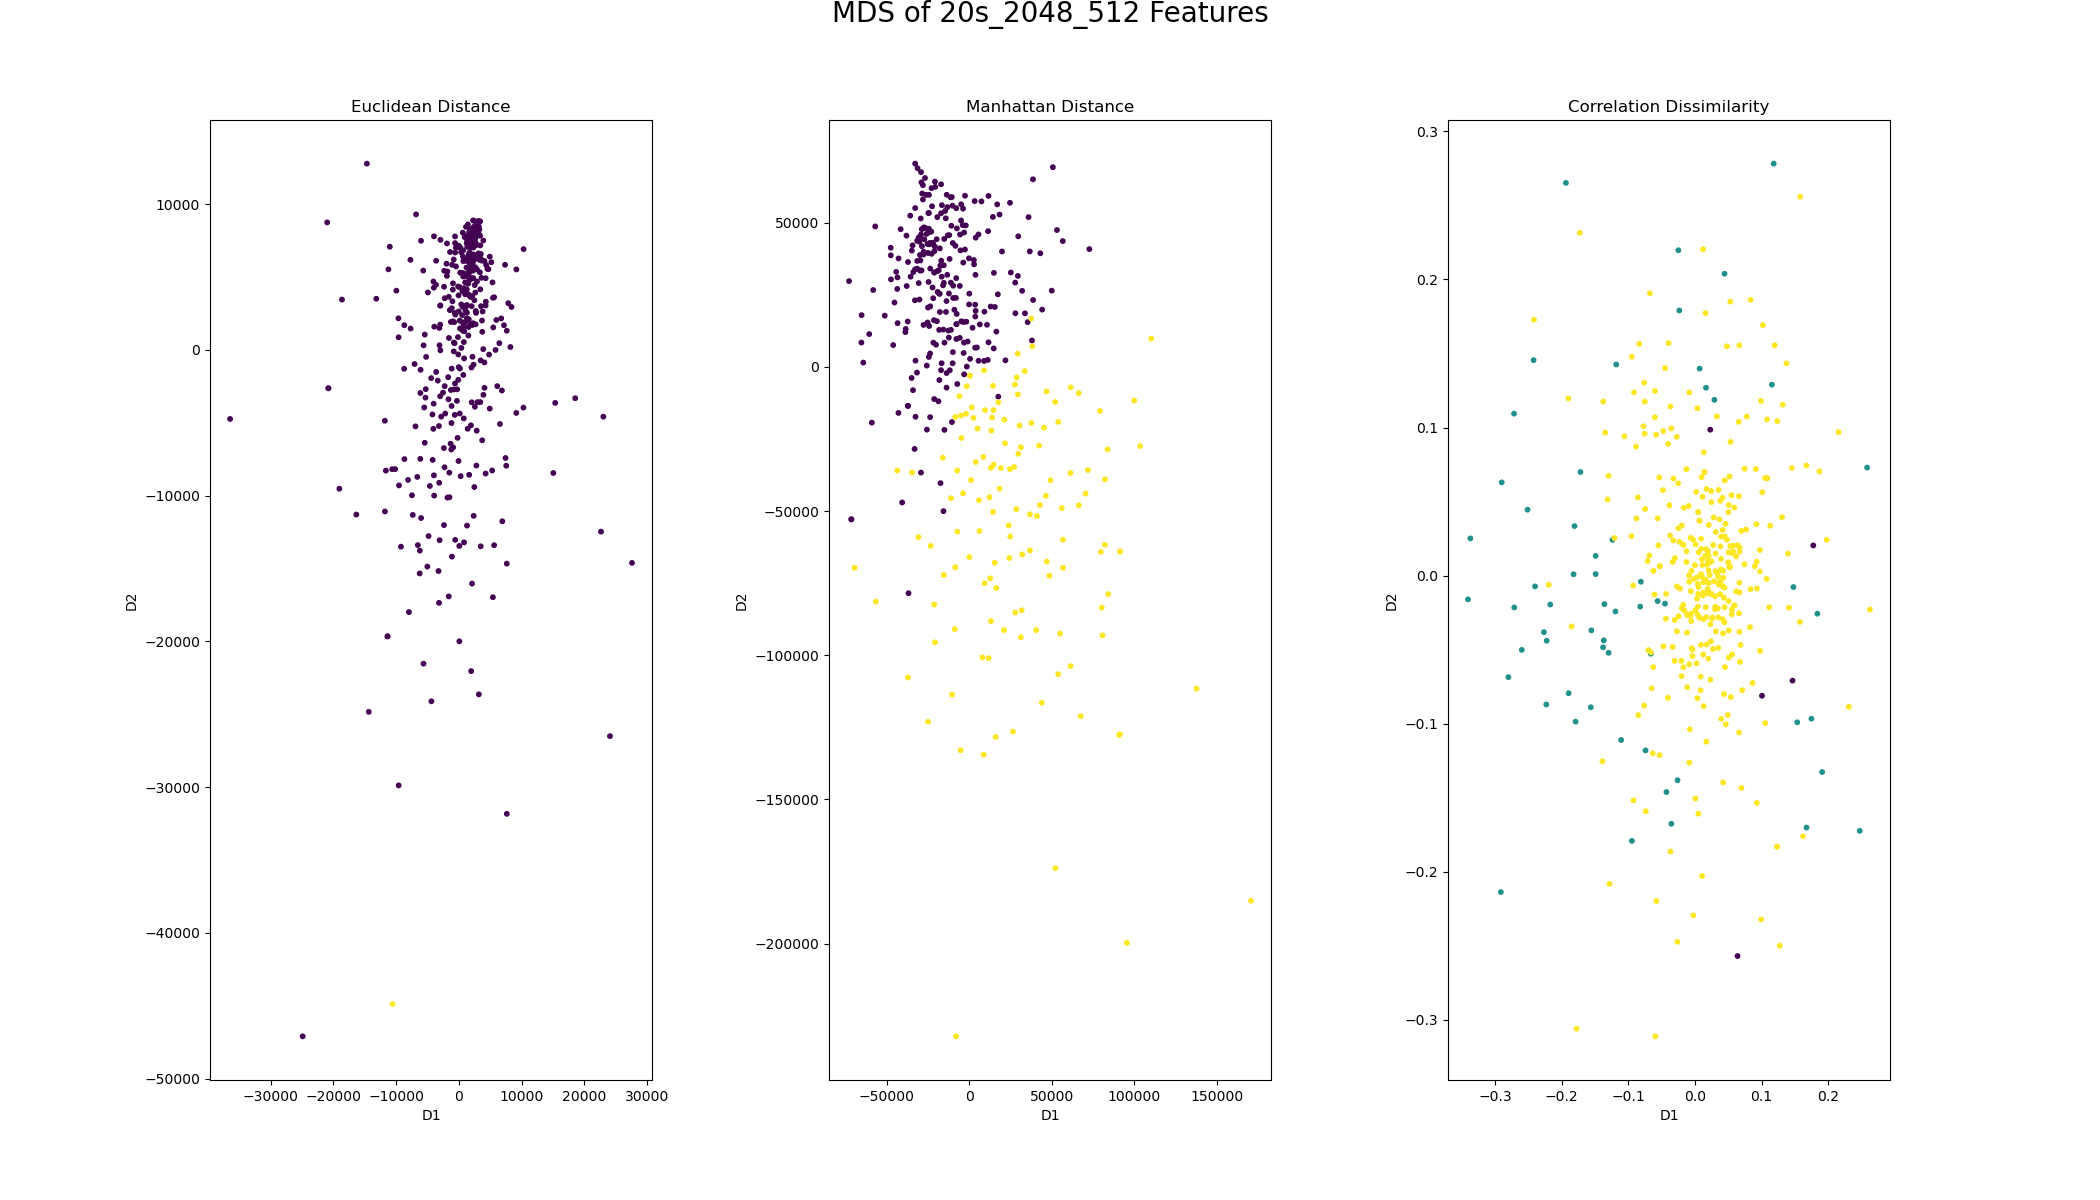 MDS of 20s_2048_512 Features
Euclidean Distance
10000
0
−10000
−20000
−30000
−40000
−50000
D2
−30000 −20000 −10000 0 10000 20000 30000
D1
Manhattan Distance
50000
0
−50000
−100000
−150000
−200000
D2
−50000 0 50000 100000 150000
D1
Correlation Dissimilarity
0.3
0.2
0.1
0.0
−0.1
−0.2
−0.3
D2
−0.3 −0.2 −0.1 0.0 0.1 0.2
D1